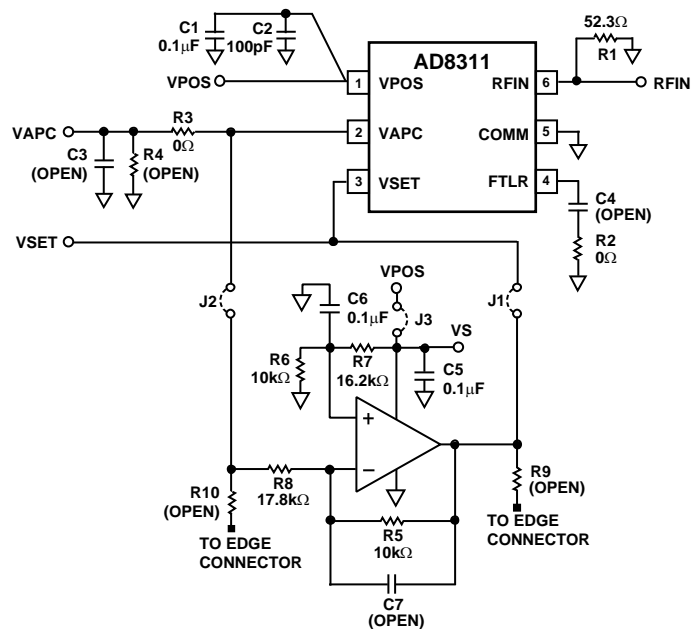 C1
0.1μF
C2
100pF
VPOS
AD8311
1
VPOS
RFIN
6
52.3Ω
R1
RFIN
VAPC
R3
0Ω
2
VAPC
COMM
5
C3
(OPEN)
R4
(OPEN)
3
VSET
FTLR
4
C4
(OPEN)
VSET
R2
0Ω
VPOS
J2
C6
0.1μF
J3
J1
VS
R6
10kΩ
R7
16.2kΩ
C5
0.1μF
+
–
R8
17.8kΩ
R10
(OPEN)
R9
(OPEN)
TO EDGE
CONNECTOR
R5
10kΩ
TO EDGE
CONNECTOR
C7
(OPEN)